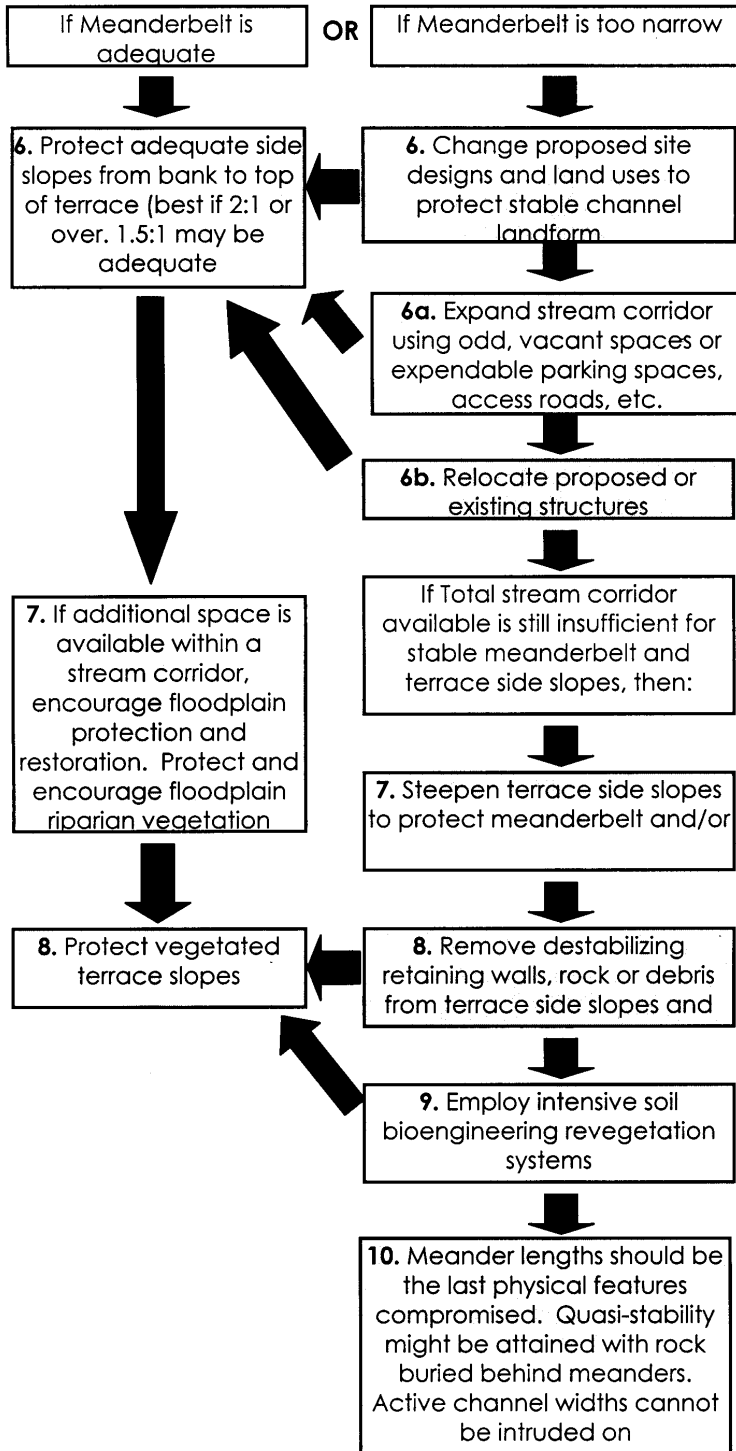 If Meanderbelt is
adequate
OR
If Meanderbelt is too narrow
6. Protect adequate side
slopes from bank to top
of terrace (best if 2:1 or
over. 1.5:1 may be
adequate
6. Change proposed site
designs and land uses to
protect stable channel
landform
6a. Expand stream corridor
using odd, vacant spaces or
expendable parking spaces,
access roads, etc.
6b. Relocate proposed or
existing structures
If Total stream corridor
available is still insufficient for
stable meanderbelt and
terrace side slopes, then:
7. If additional space is
available within a
stream corridor,
encourage floodplain
protection and
restoration. Protect and
encourage floodplain
riparian vegetation
7. Steepen terrace side slopes
to protect meanderbelt and/or
8. Protect vegetated
terrace slopes
8. Remove destabilizing
retaining walls, rock or debris
from terrace side slopes and
9. Employ intensive soil
bioengineering revegetation
systems
10. Meander lengths should be
the last physical features
compromised. Quasi-stability
might be attained with rock
buried behind meanders.
Active channel widths cannot
be intruded on